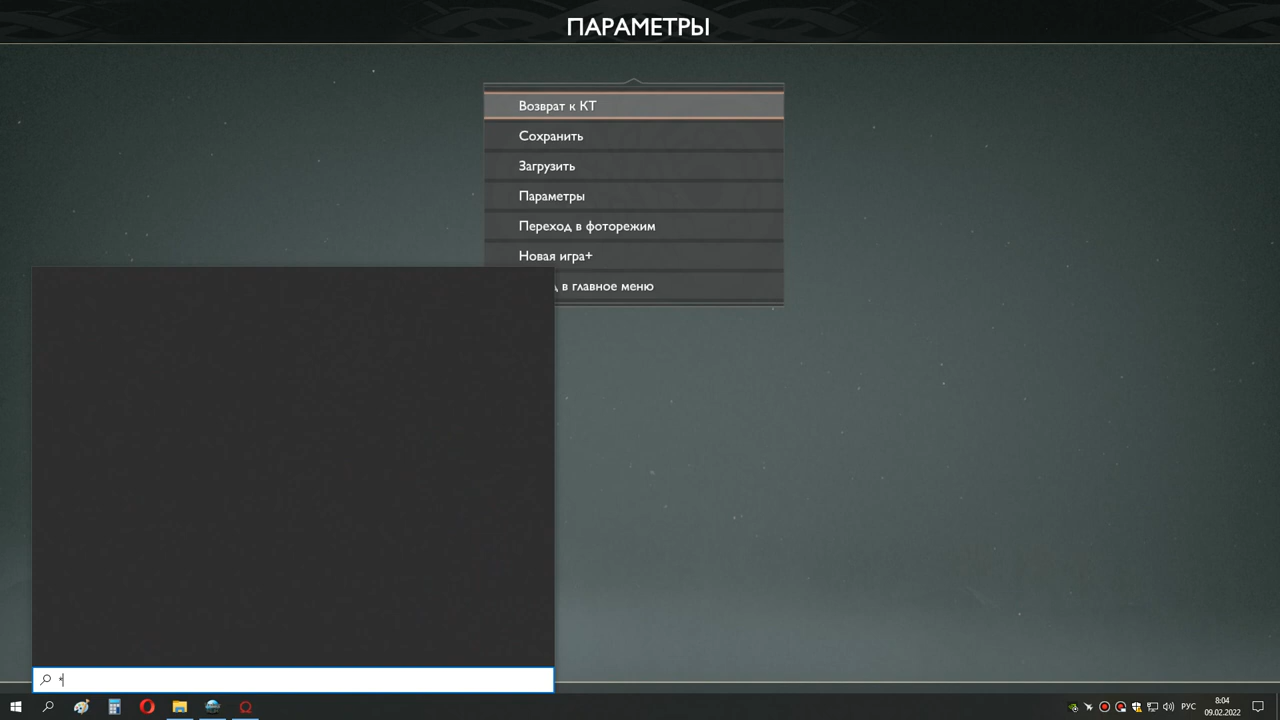 ПАРАМЕТРЫ
Возврат к КТ
Сохранить
Загрузить
Параметры
Переход в фоторежим
Новая игра+
в главное меню
*
РУС
8:04
09.02.2022